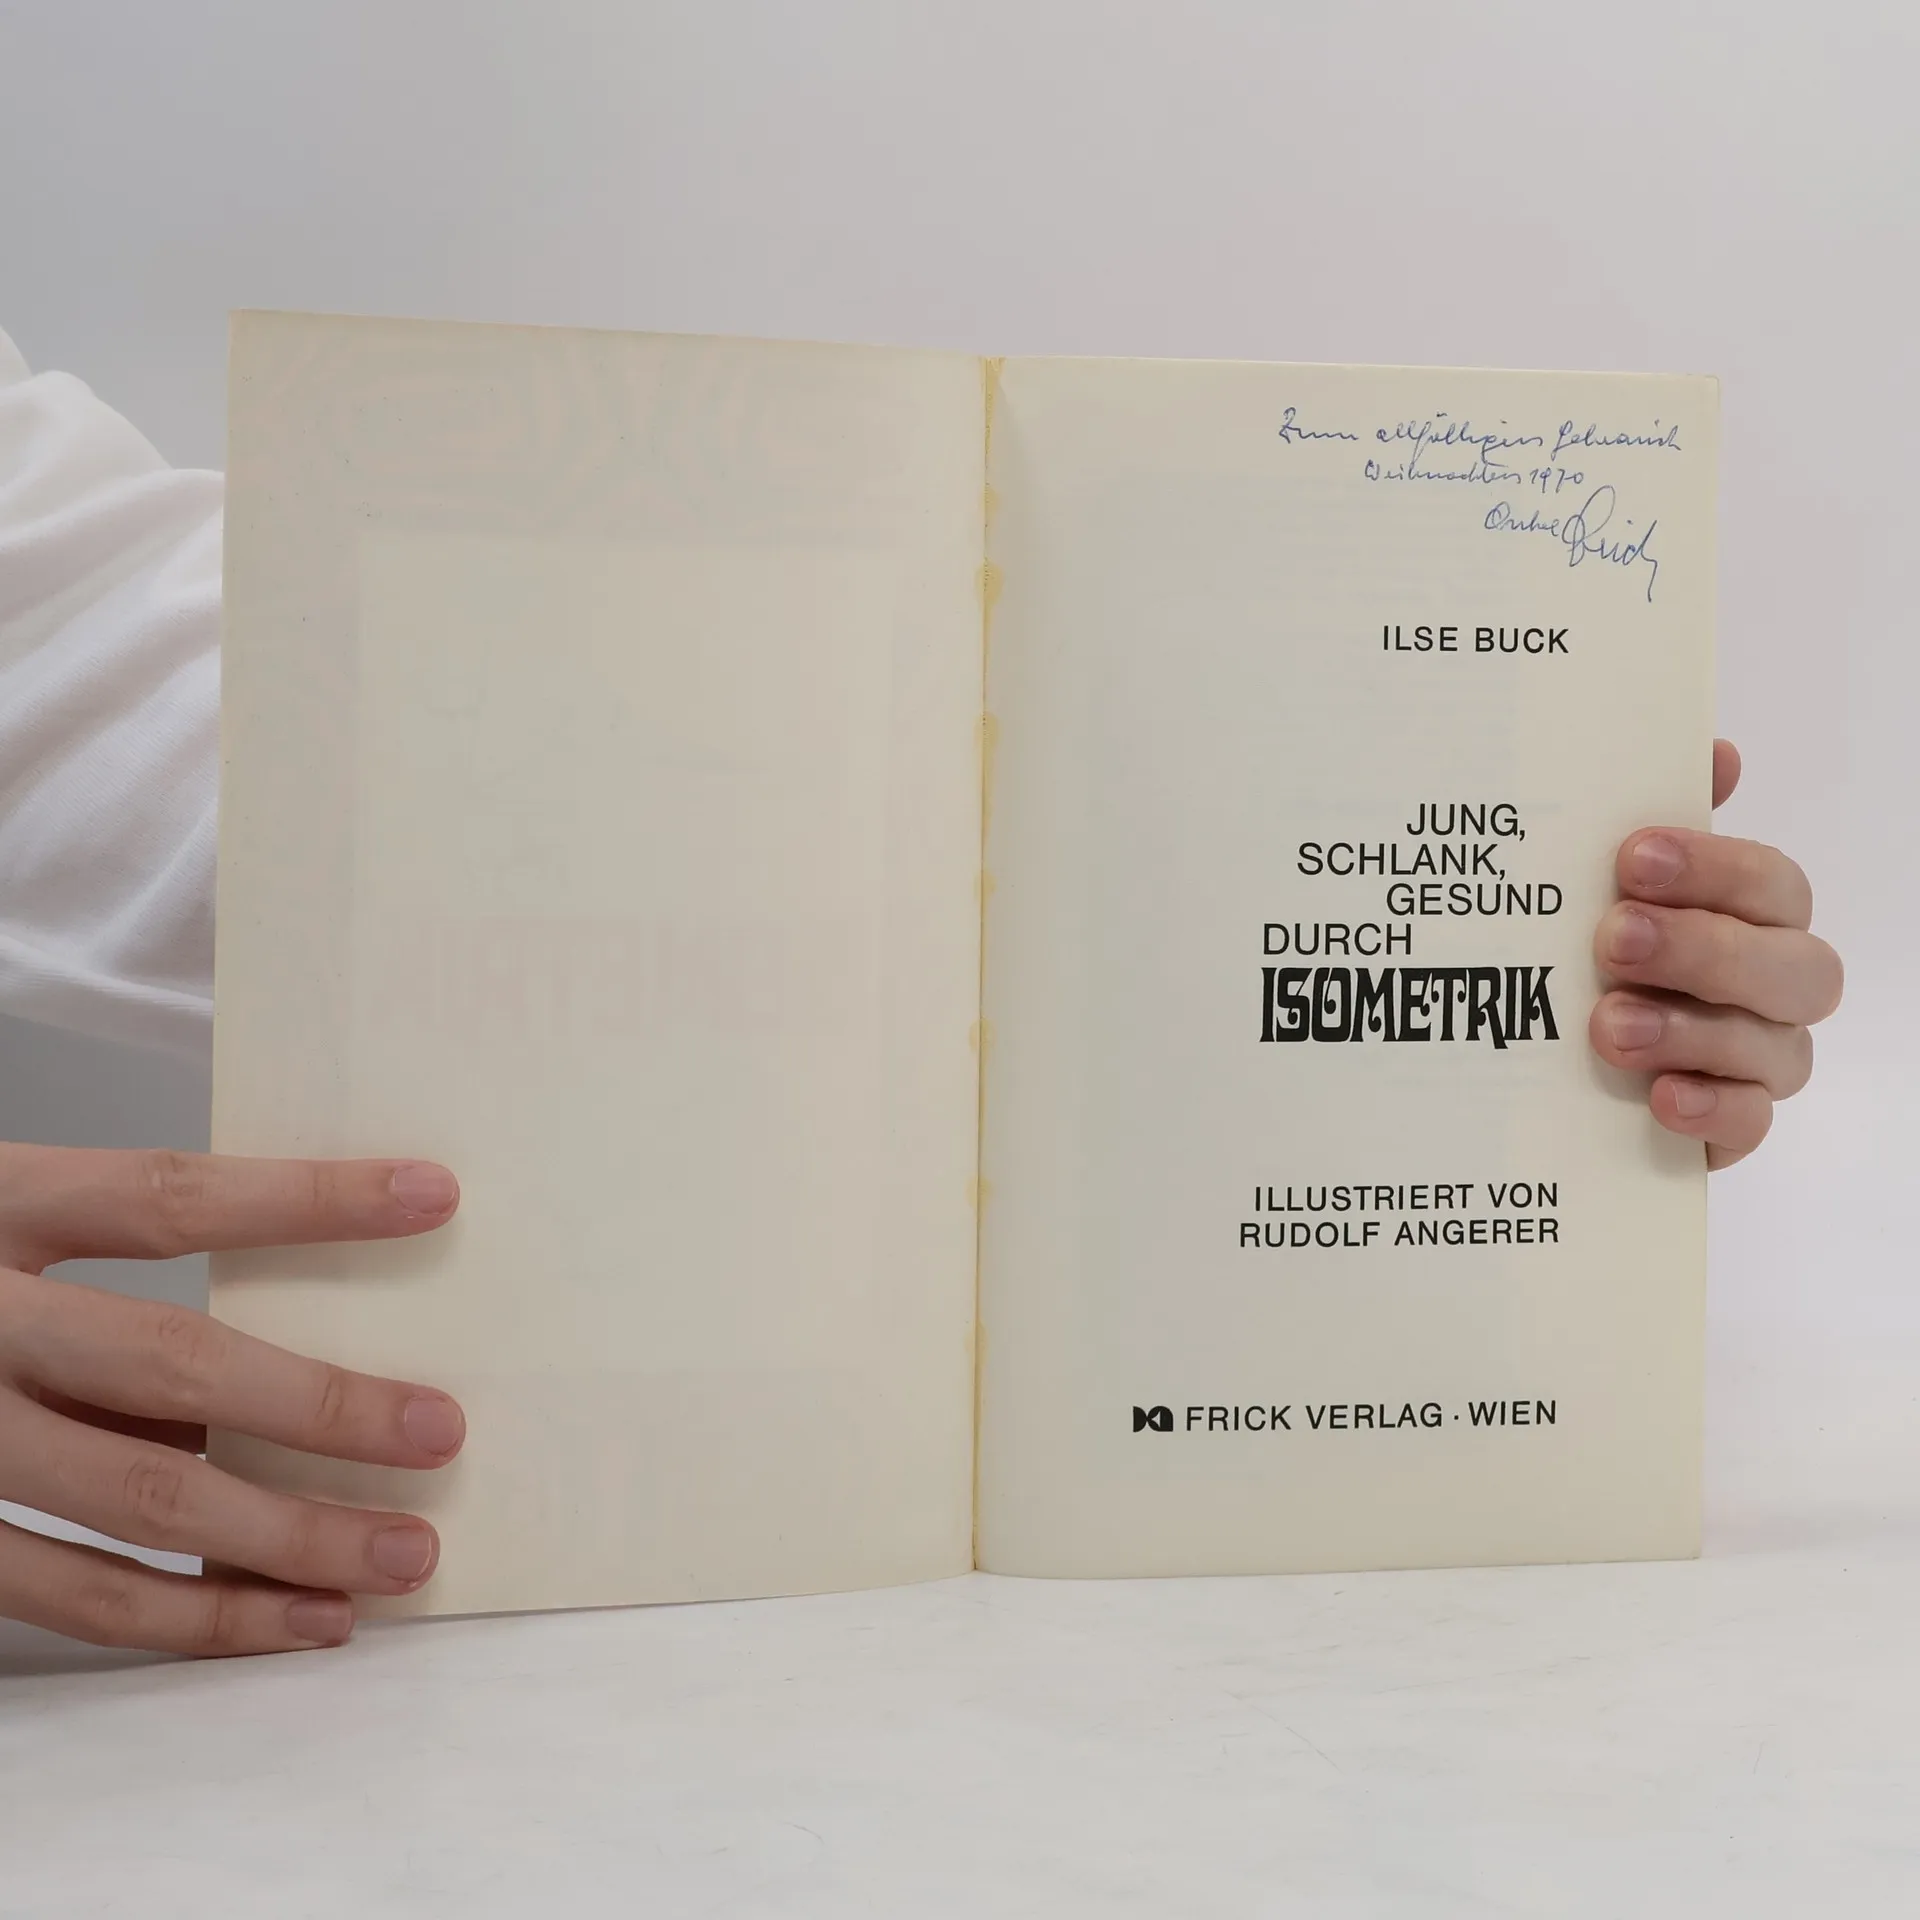 Zum allfälligen Gebrauch
Weihnachten 1970
Onkel
ILSE BUCK
JUNG,
SCHLANK,
GESUND
DURCH
ISOMETRIK
ILLUSTRIERT VON
RUDOLF ANGERER
FRICK VERLAG · WIEN